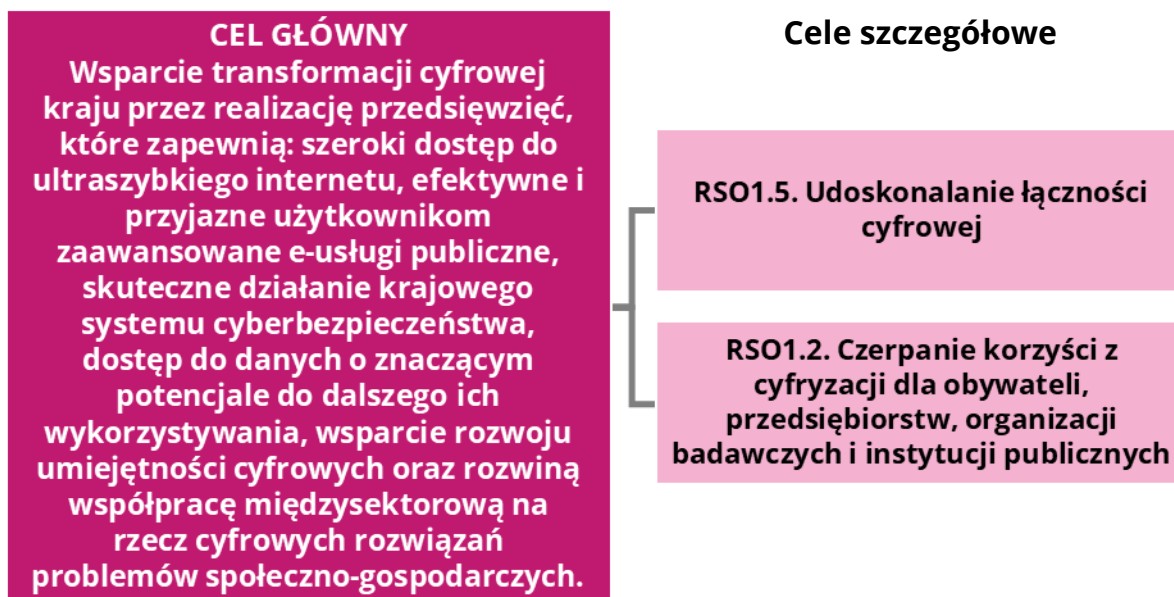 CEL GŁÓWNY
Wsparcie transformacji cyfrowej
kraju przez realizację przedsięwzięć,
które zapewnią: szeroki dostęp do
ultraszybkiego internetu, efektywne i
przyjazne użytkownikom
zaawansowane e-usługi publiczne,
skuteczne działanie krajowego
systemu cyberbezpieczeństwa,
dostęp do danych o znaczącym
potencjale do dalszego ich
wykorzystywania, wsparcie rozwoju
umiejętności cyfrowych oraz rozwiną
współpracę międzysektorową na
rzecz cyfrowych rozwiązań
problemów społeczno-gospodarczych.
Cele szczegółowe
RSO1.5. Udoskonalanie łączności
cyfrowej
RSO1.2. Czerpanie korzyści z
cyfryzacji dla obywateli,
przedsiębiorstw, organizacji
badawczych i instytucji publicznych